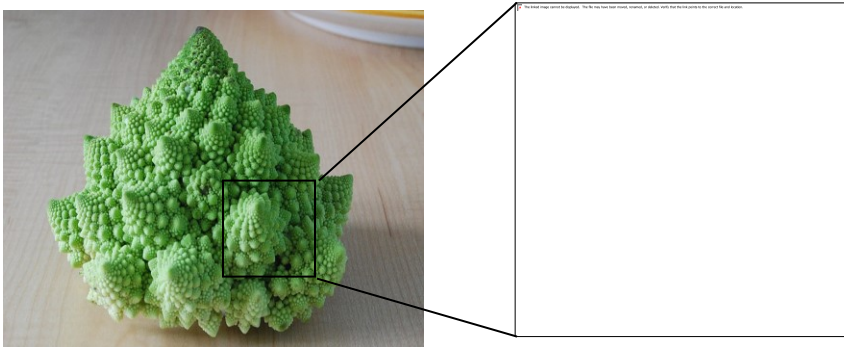 The linked image cannot be displayed. The file may have been moved, renamed, or deleted. Verify that the link points to the correct file and location.